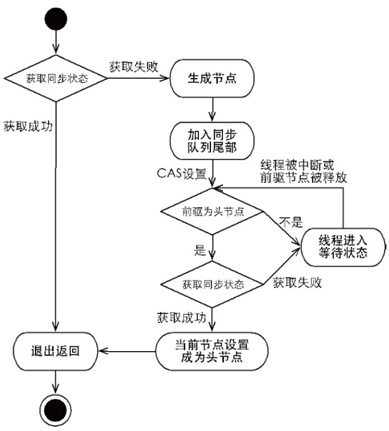 获取同步状态
获取失败
生成节点
获取成功
加入同步
队列尾部
CAS设置
线程被中断或
前驱节点被释放
前驱为头节点
不是
线程进入
等待状态
是
获取同步状态
获取失败
获取成功
退出返回
当前节点设置
成为头节点